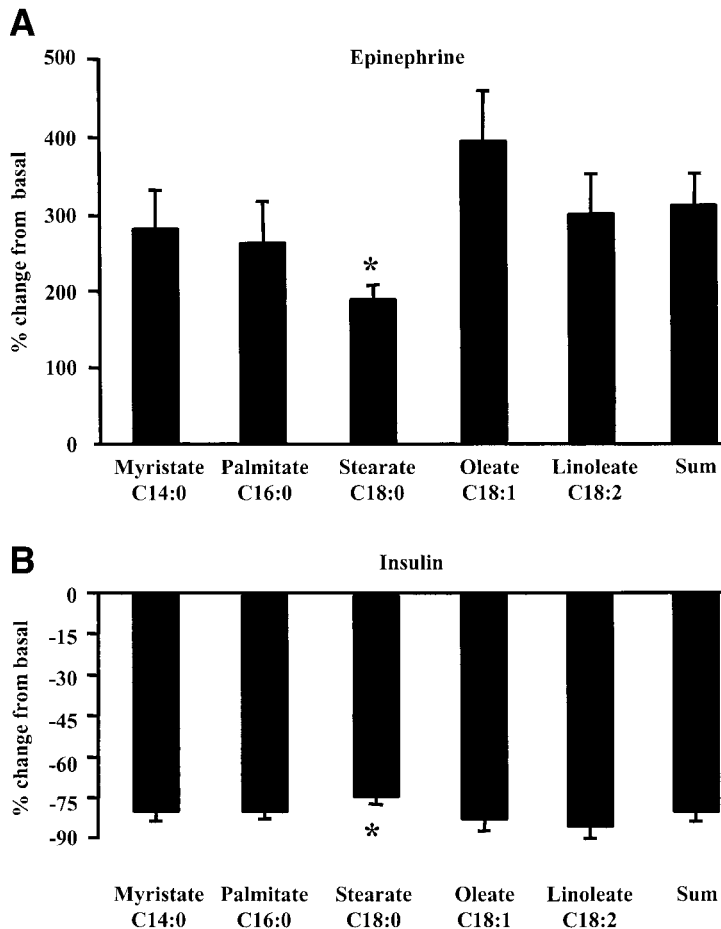 A
Epinephrine
% change from basal
500
400
300
200
100
0
*
Myristate Palmitate Stearate Oleate Linoleate Sum
C14:0 C16:0 C18:0 C18:1 C18:2
B
Insulin
% change from basal
0
-15
-30
-45
-60
-75
-90
*
Myristate Palmitate Stearate Oleate Linoleate Sum
C14:0 C16:0 C18:0 C18:1 C18:2